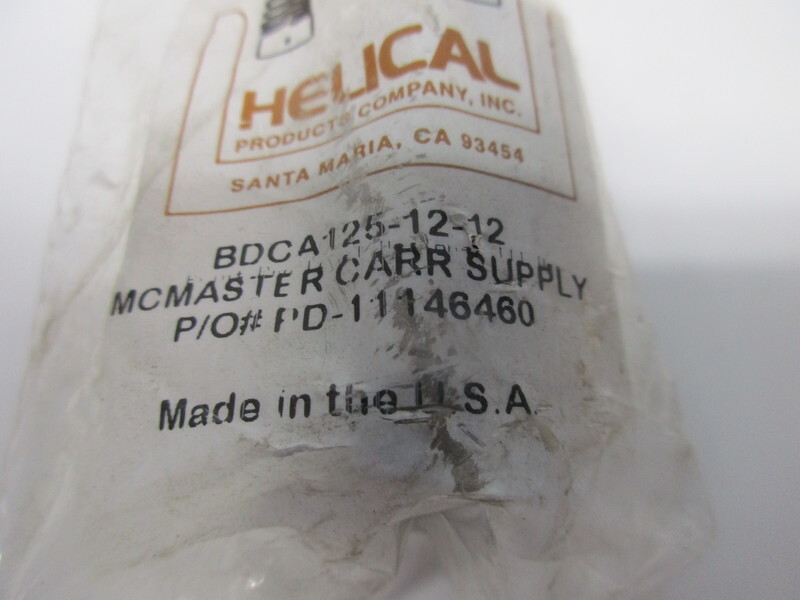 HELICAL
PRODUCTS COMPANY, INC.
SANTA MARIA, CA 93454
BDCA125-12-12
MCMASTER CARR SUPPLY
P/O# PD-11146460
Made in the U.S.A.